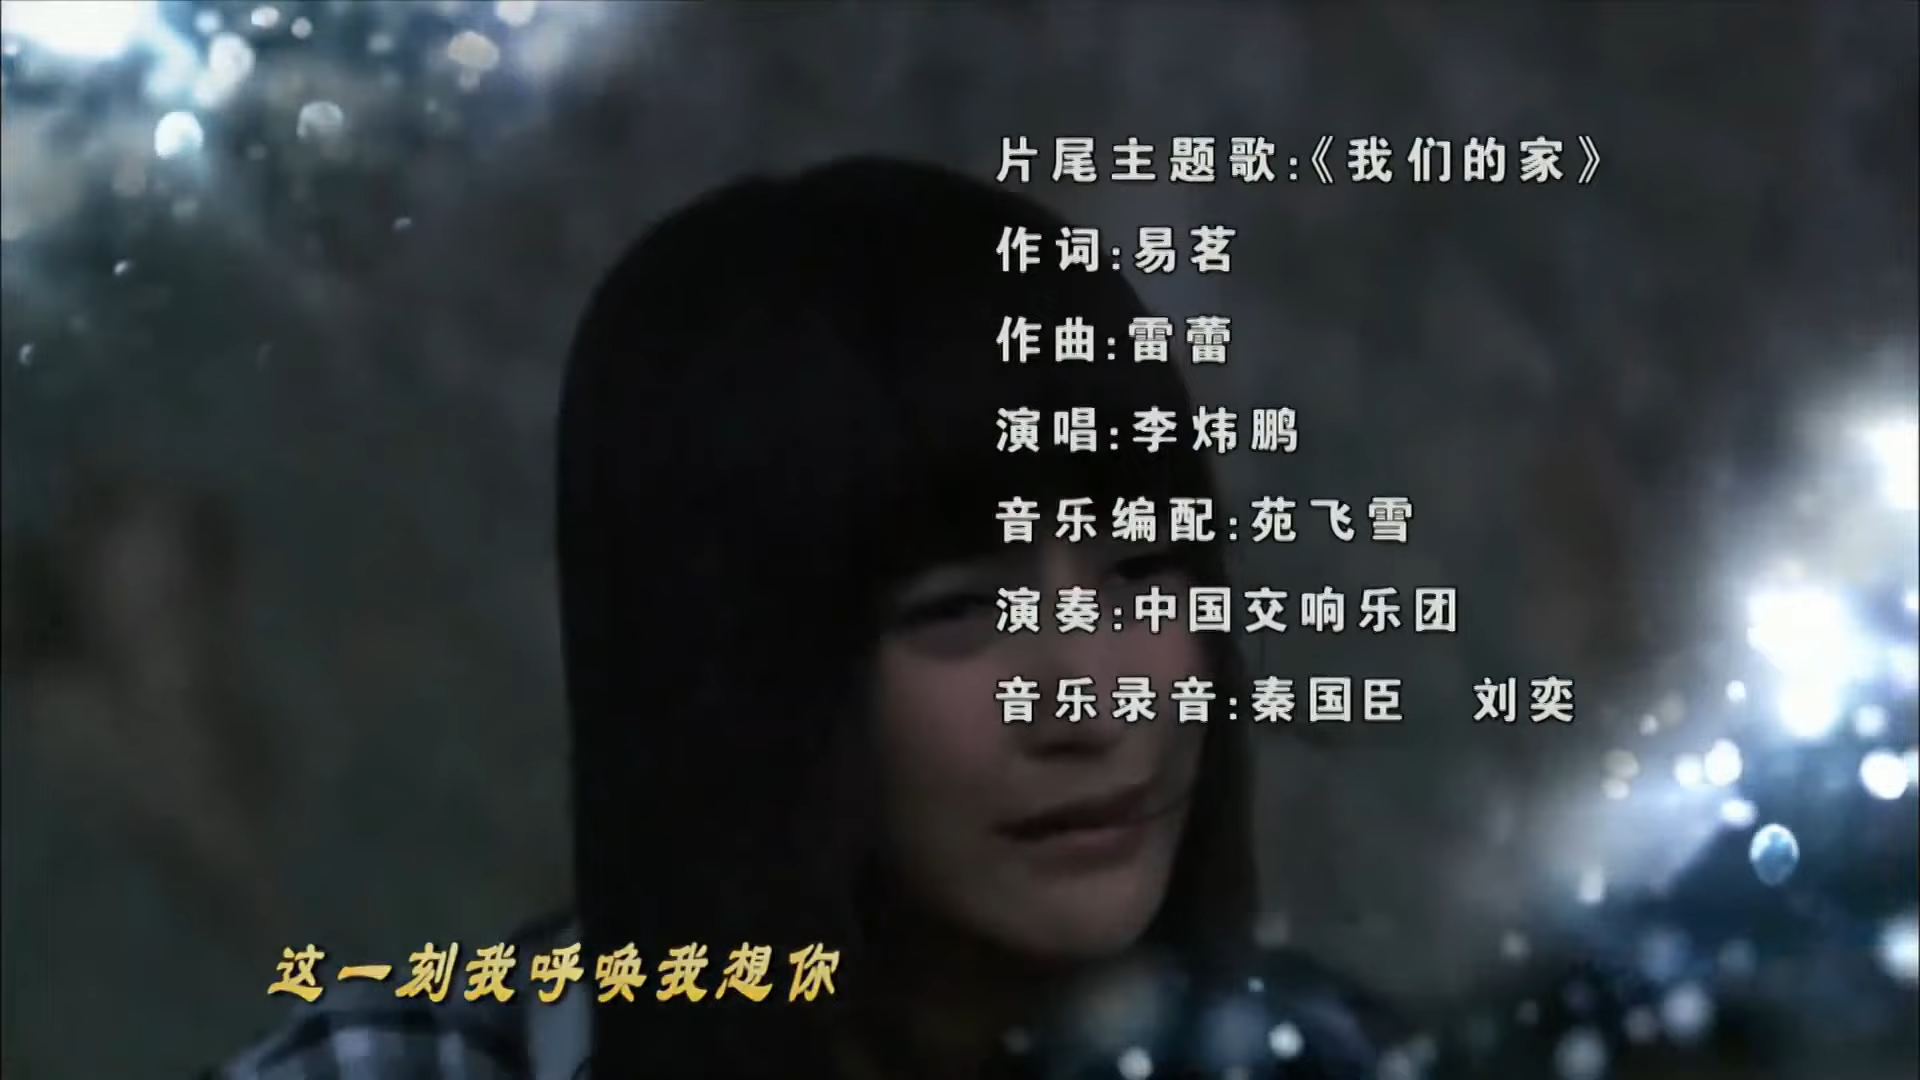 片尾主题歌:《我们的家》
作词:易茗
作曲:雷蕾
演唱:李炜鹏
音乐编配:苑飞雪
演奏:中国交响乐团
音乐录音:秦国臣 刘奕
这一刻我呼唤我想你